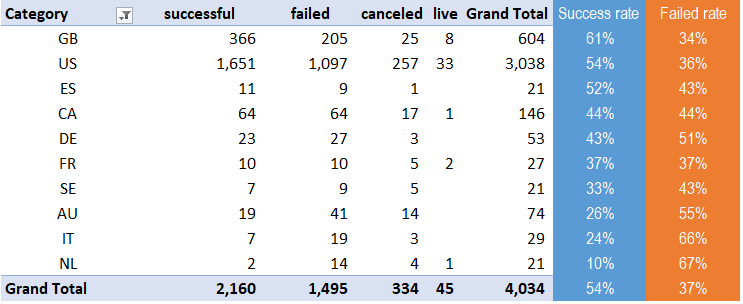 Category successful failed canceled live Grand Total Success rate Failed rate
GB 366 205 25 8 604 61% 34%
US 1,651 1,097 257 33 3,038 54% 36%
ES 11 9 1 21 52% 43%
CA 64 64 17 1 146 44% 44%
DE 23 27 3 53 43% 51%
FR 10 10 5 2 27 37% 37%
SE 7 9 5 21 33% 43%
AU 19 41 14 74 26% 55%
IT 7 19 3 29 24% 66%
NL 2 14 4 1 21 10% 67%
Grand Total 2,160 1,495 334 45 4,034 54% 37%